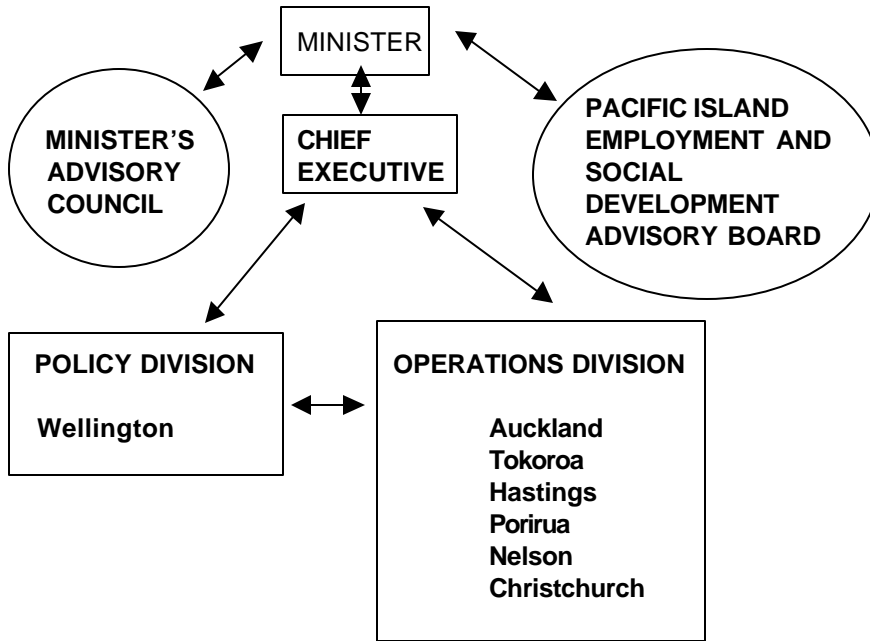 MINISTER
MINISTER’S
ADVISORY
COUNCIL
CHIEF
EXECUTIVE
PACIFIC ISLAND
EMPLOYMENT AND
SOCIAL
DEVELOPMENT
ADVISORY BOARD
POLICY DIVISION
Wellington
OPERATIONS DIVISION
Auckland
Tokoroa
Hastings
Porirua
Nelson
Christchurch